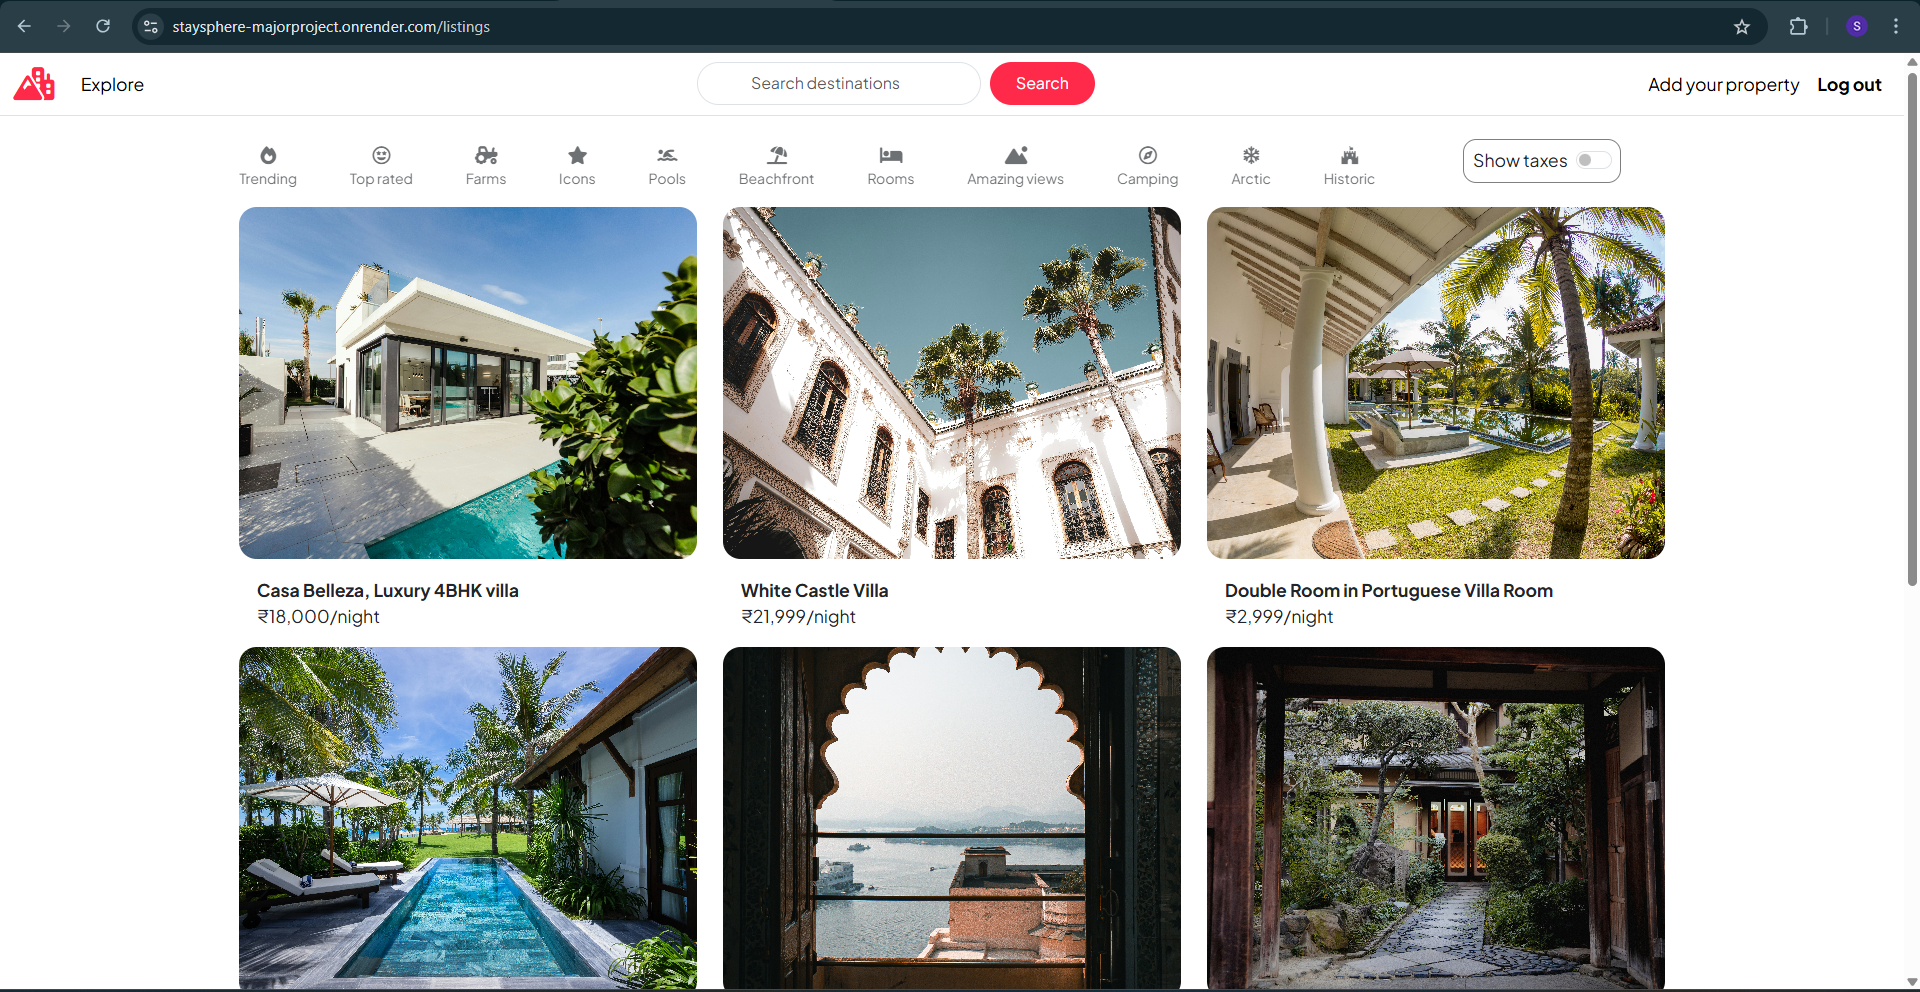 staysphere-majorproject.onrender.com/listings
S
Explore
Search destinations
Search
Add your property
Log out
Trending
Top rated
Farms
Icons
Pools
Beachfront
Rooms
Amazing views
Camping
Arctic
Historic
Show taxes
Casa Belleza, Luxury 4BHK villa
₹18,000/night
White Castle Villa
₹21,999/night
Double Room in Portuguese Villa Room
₹2,999/night